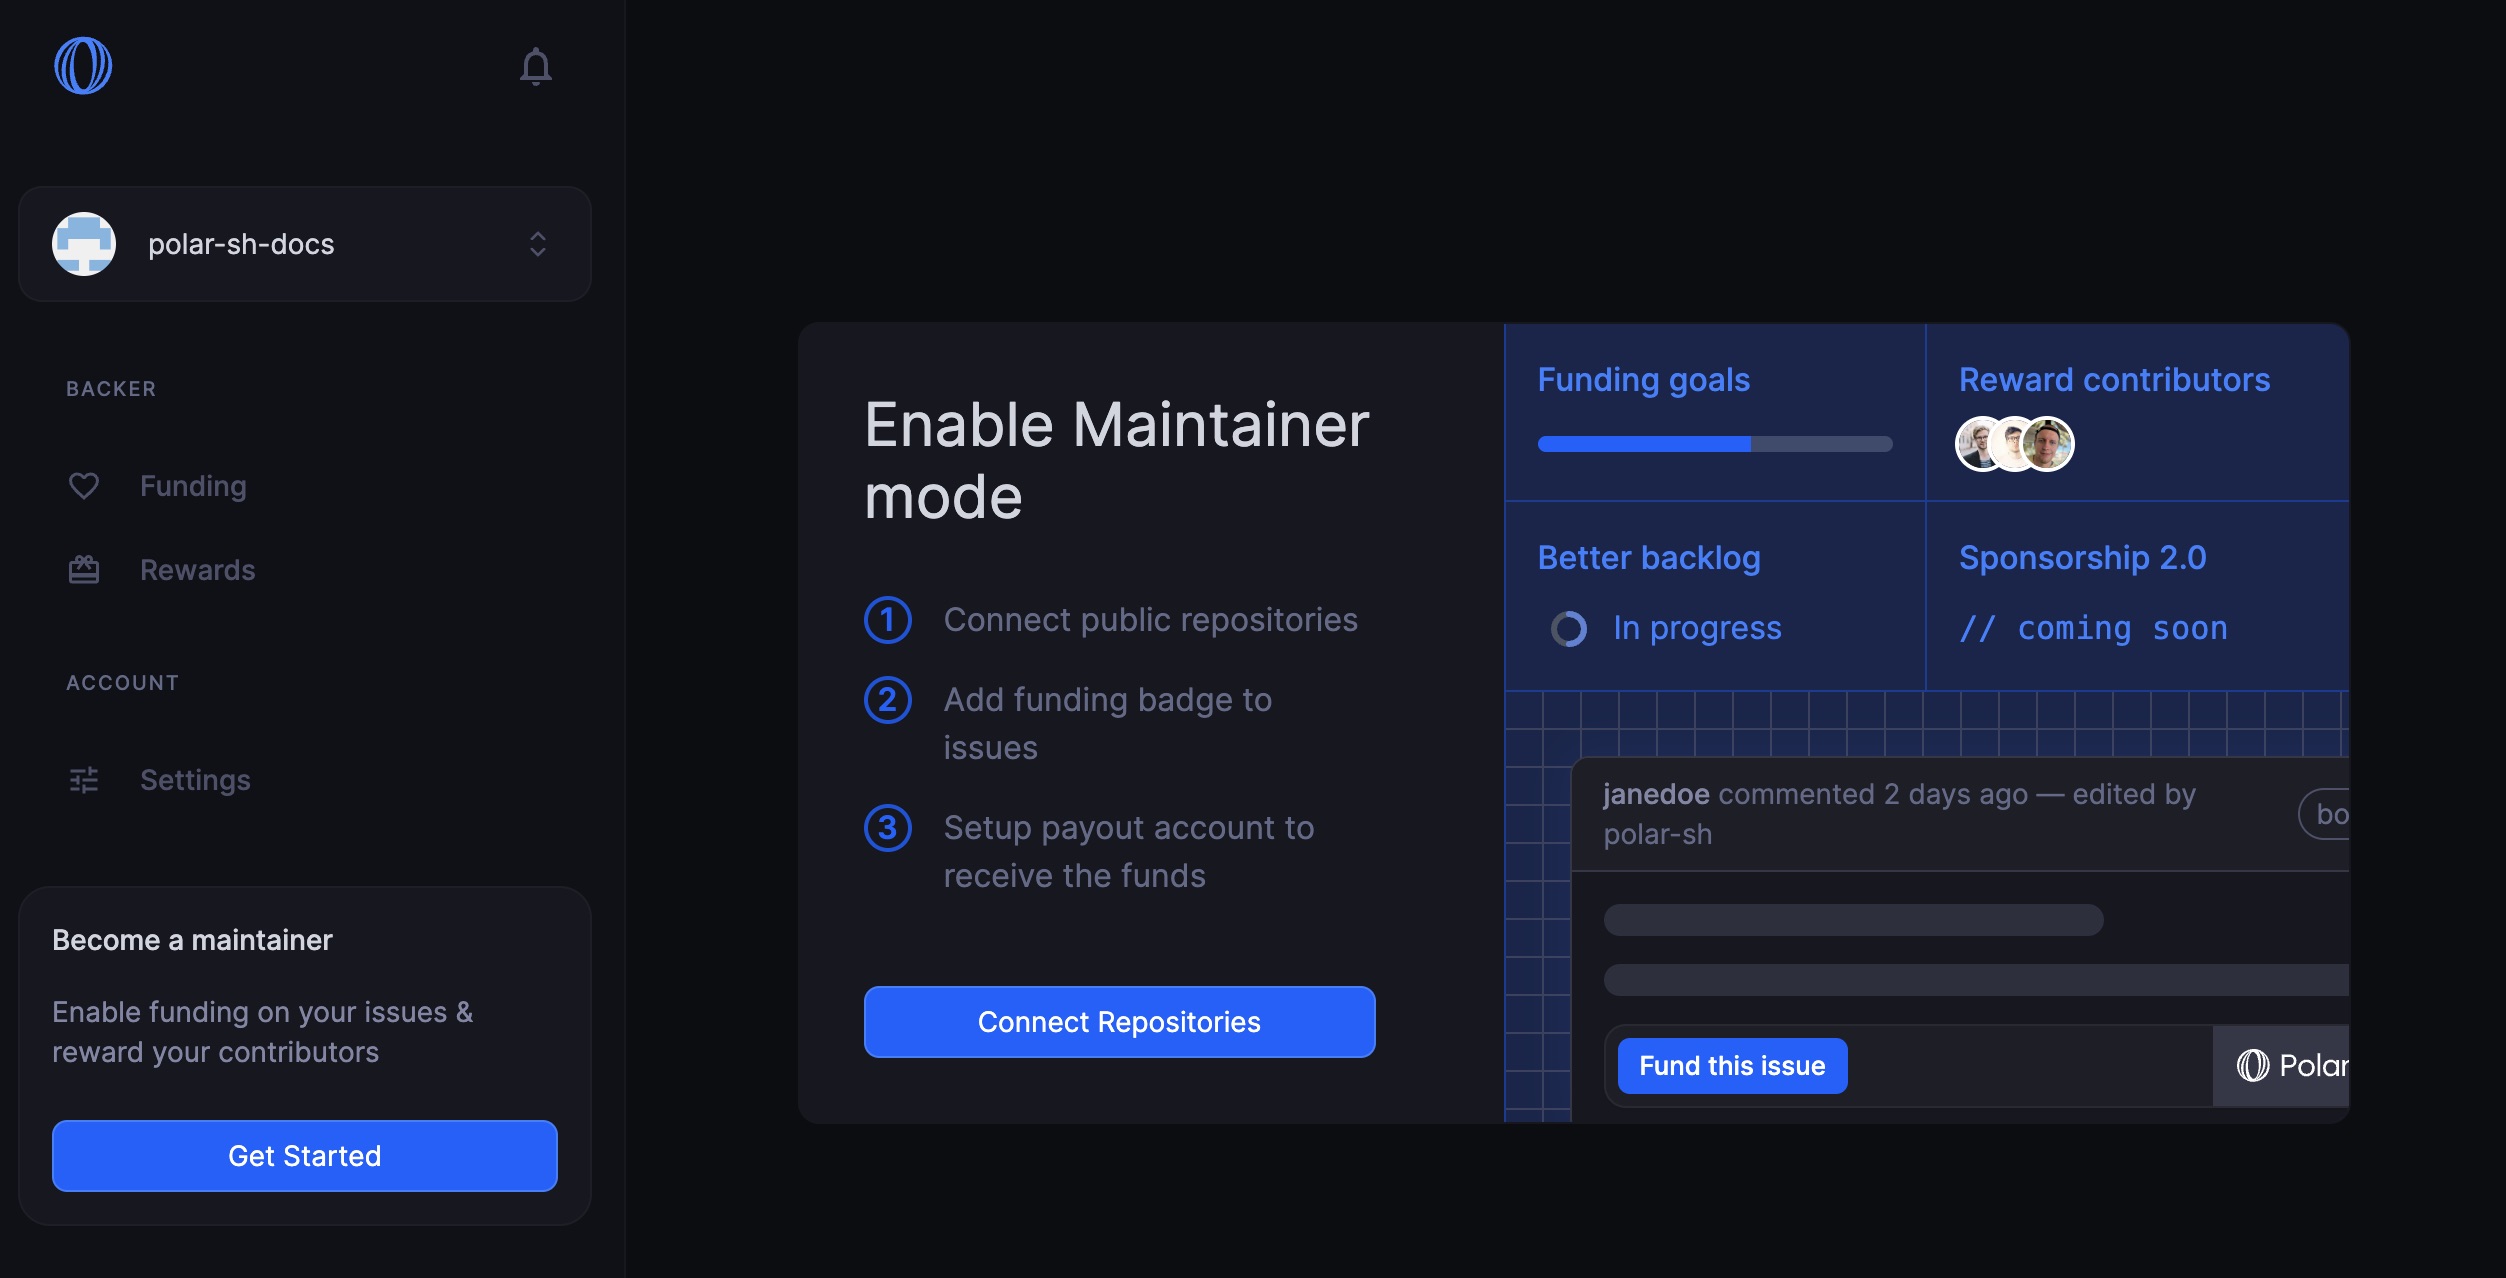 polar-sh-docs
BACKER
Funding
Rewards
ACCOUNT
Settings
Become a maintainer
Enable funding on your issues &
reward your contributors
Get Started
Enable Maintainer
mode
1 Connect public repositories
2 Add funding badge to
issues
3 Setup payout account to
receive the funds
Connect Repositories
Funding goals
Reward contributors
Better backlog
In progress
Sponsorship 2.0
// coming soon
janedoe commented 2 days ago — edited by
polar-sh
bo
Fund this issue
Polar